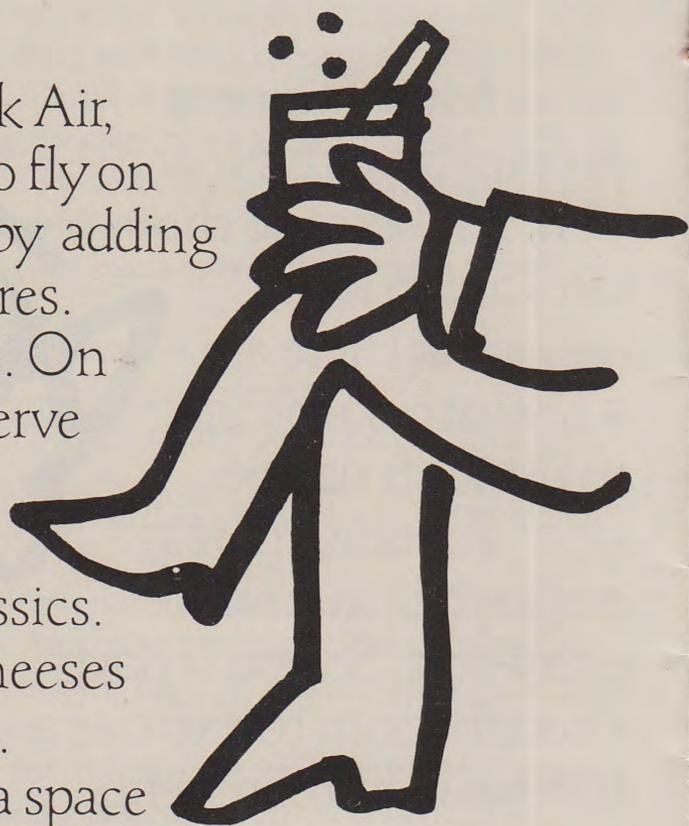 k Air,
o fly on
by adding
res.
. On
erve
ssics.
heeses
.
a space